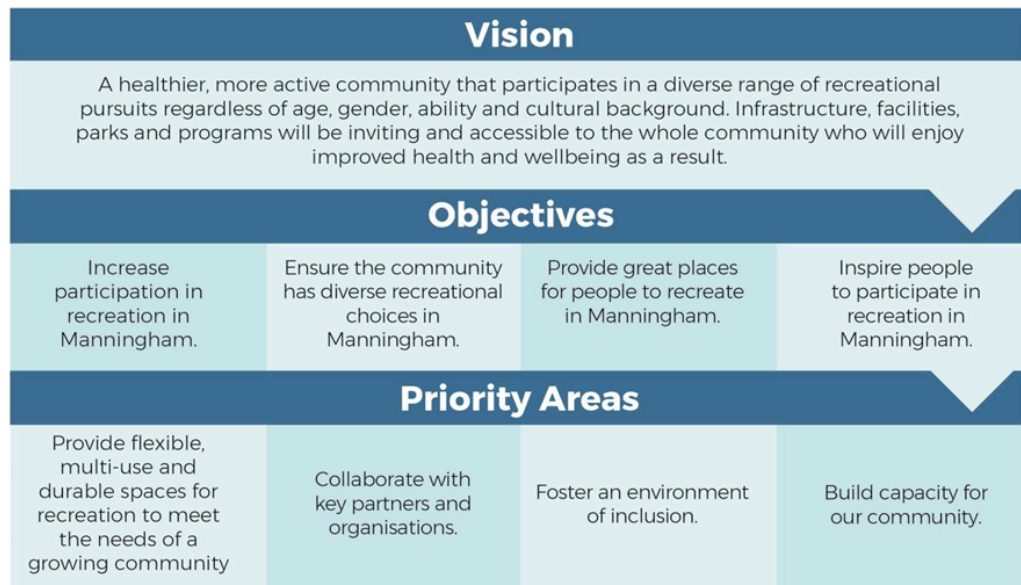 Vision
A healthier, more active community that participates in a diverse range of recreational
pursuits regardless of age, gender, ability and cultural background. Infrastructure, facilities,
parks and programs will be inviting and accessible to the whole community who will enjoy
improved health and wellbeing as a result.
Objectives
Increase
participation in
recreation in
Manningham.
Ensure the community
has diverse recreational
choices in
Manningham.
Provide great places
for people to recreate
in Manningham.
Inspire people
to participate in
recreation in
Manningham.
Priority Areas
Provide flexible,
multi-use and
durable spaces for
recreation to meet
the needs of a
growing community
Collaborate with
key partners and
organisations.
Foster an environment
of inclusion.
Build capacity for
our community.